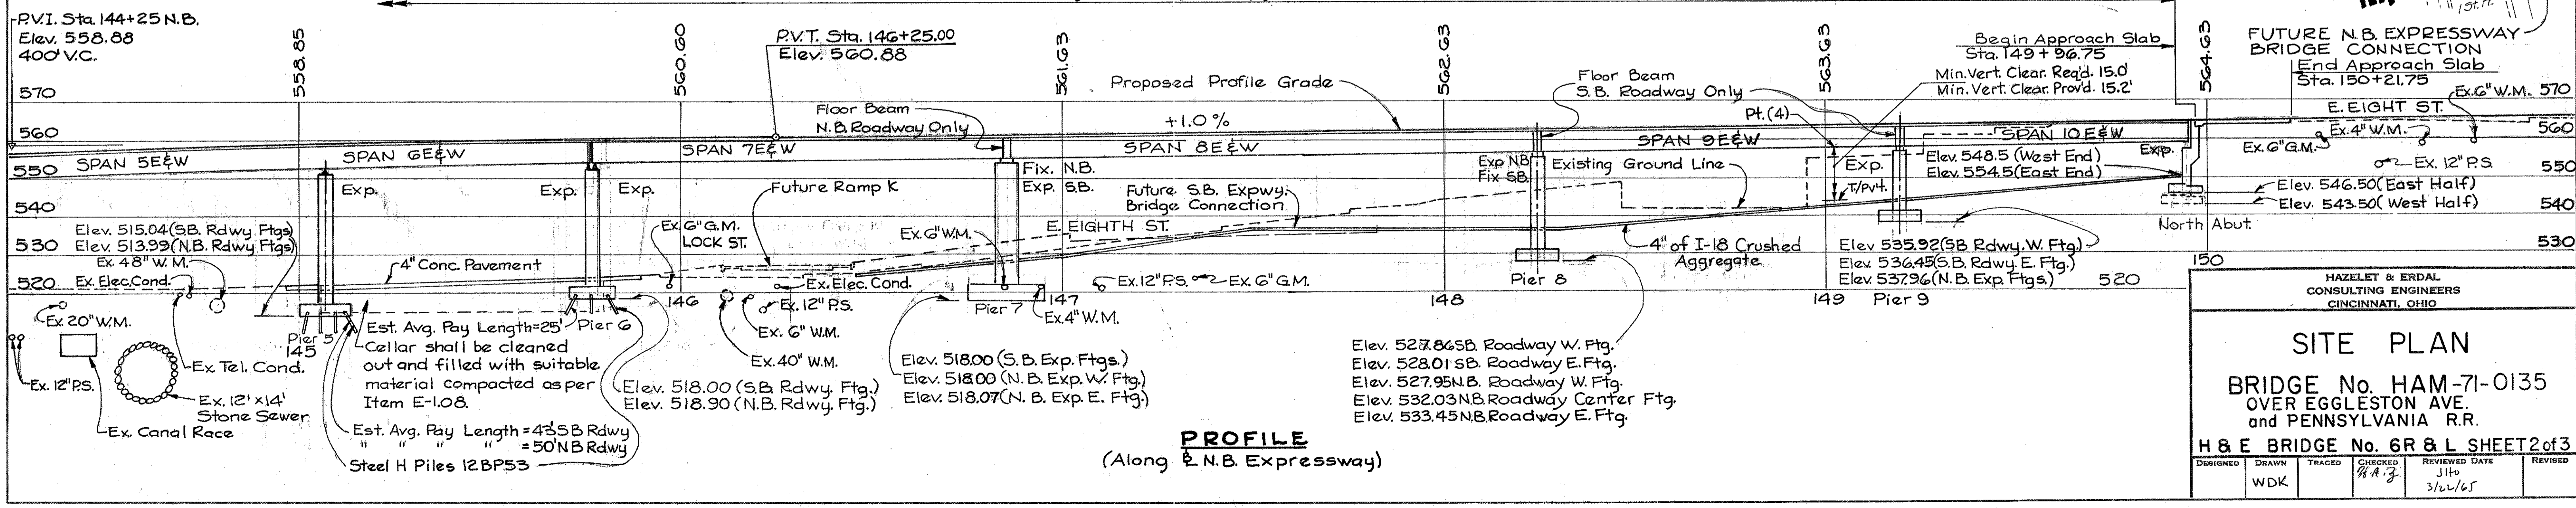 P.V.I. Sta. 144+25 N.B.
Elev. 558.88
400' V.C.
558.85
560.60
P.V.T. Sta. 146+25.00
Elev. 560.88
561.63
562.63
563.63
564.63
Proposed Profile Grade
+1.0 %
Floor Beam
S.B. Roadway Only
Begin Approach Slab
Sta. 149 + 96.75
Min. Vert. Clear. Req'd. 15.0'
Min. Vert. Clear. Prov'd. 15.2'
FUTURE N.B. EXPRESSWAY
BRIDGE CONNECTION
End Approach Slab
Sta. 150+21.75
Ex. 6" W.M.
E. EIGHT ST.
570
560
550
540
530
520
570
560
550
540
530
520
Floor Beam
N.B. Roadway Only
Pt. (4)
SPAN 5E&W
SPAN 6E&W
SPAN 7E&W
SPAN 8E&W
SPAN 9E&W
SPAN 10E&W
Exp.
Exp.
Exp.
Fix. N.B.
Exp. S.B.
Exp N.B.
Fix S.B.
Exp.
Exp.
T/Pvt.
Existing Ground Line
Elev. 548.5 (West End)
Elev. 554.5 (East End)
Ex. 4" W.M.
Ex. 6" G.M.
Ex. 12" P.S.
Elev. 546.50 (East Half)
Elev. 543.50 (West Half)
North Abut.
Future Ramp K
Future S.B. Expwy.
Bridge Connection
E. EIGHTH ST.
Ex. 6" G.M.
LOCK ST.
Ex. 6" W.M.
Elev. 515.04 (S.B. Rdwy Ftgs)
Elev. 513.99 (N.B. Rdwy Ftgs)
Ex. 48" W.M.
Ex. Elec. Cond.
4" Conc. Pavement
Ex. Elec. Cond.
Ex. 12" P.S.
Ex. 6" W.M.
Ex. 40" W.M.
Ex. 12" P.S.
Ex. 6" G.M.
Ex. 4" W.M.
4" of I-18 Crushed
Aggregate
Elev 535.92 (S.B. Rdwy. W. Ftg.)
Elev. 536.45 (S.B. Rdwy. E. Ftg.)
Elev. 537.96 (N.B. Exp. Ftgs.)
Pier 5
Pier 6
Pier 7
Pier 8
Pier 9
145
146
147
148
149
150
Ex. 20" W.M.
Ex. 12" P.S.
Ex. Tel. Cond.
Ex. 12' x 14'
Stone Sewer
Ex. Canal Race
Est. Avg. Pay Length = 25'
Cellar shall be cleaned
out and filled with suitable
material compacted as per
Item E-1.08.
Est. Avg. Pay Length = 43' S.B Rdwy
" " " " = 50' N.B Rdwy
Steel H Piles 12BP53
Elev. 518.00 (S.B. Rdwy. Ftg.)
Elev. 518.90 (N.B. Rdwy. Ftg.)
Elev. 518.00 (S.B. Exp. Ftgs.)
Elev. 518.00 (N.B. Exp. W. Ftg.)
Elev. 518.07 (N.B. Exp. E. Ftg.)
Elev. 527.86 S.B. Roadway W. Ftg.
Elev. 528.01 S.B. Roadway E. Ftg.
Elev. 527.95 N.B. Roadway W. Ftg.
Elev. 532.03 N.B. Roadway Center Ftg.
Elev. 533.45 N.B. Roadway E. Ftg.
PROFILE
(Along ℄ N.B. Expressway)
HAZELET & ERDAL
CONSULTING ENGINEERS
CINCINNATI, OHIO
SITE PLAN
BRIDGE No. HAM-71-0135
OVER EGGLESTON AVE.
and PENNSYLVANIA R.R.
H & E BRIDGE No. 6R & L SHEET 2 of 3
DESIGNED
DRAWN
WDK
TRACED
CHECKED
REVIEWED DATE
3/22/65
REVISED